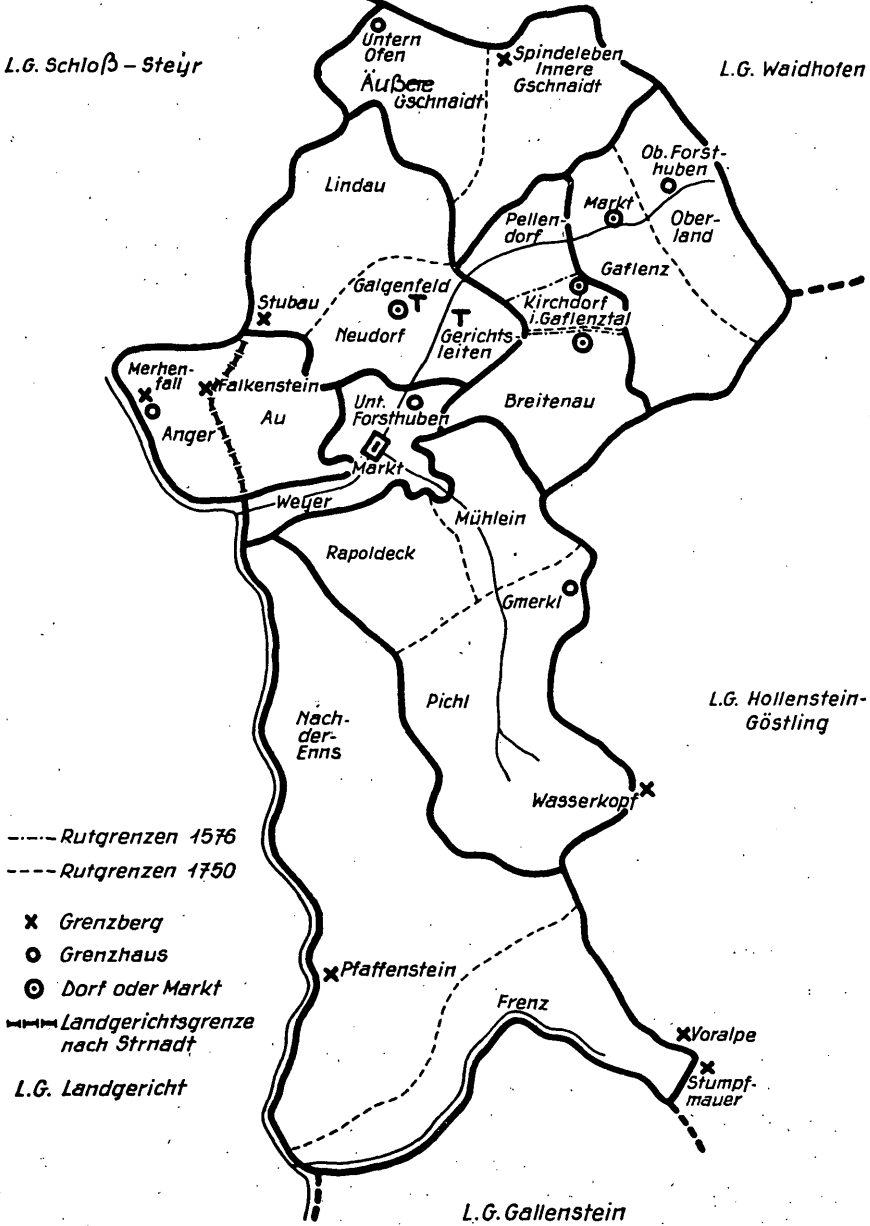 Untern
Ofen
Äußere
Gschnaidt
Spindeleben
Innere
Gschnaidt
L.G. Schloß – Steyr
L.G. Waidhofen
Ob. Forst-
huben
Lindau
Markt
Pellen-
dorf
Ober-
land
Gaflenz
Galgenfeld
Kirchdorf
i. Gaflenztal
Stubau
Neudorf
Gerichts-
leiten
Merhen-
fall
Falkenstein
Anger
Au
Unt.
Forsthuben
Breitenau
Markt
Weyer
Mühlein
Rapoldeck
Gmerkl
Pichl
L.G. Hollenstein-
Göstling
Nach-
der-
Enns
Wasserkopf
Rutgrenzen 1576
Rutgrenzen 1750
Grenzberg
Grenzhaus
Dorf oder Markt
Landgerichtsgrenze
nach Strnadt
L.G. Landgericht
Pfaffenstein
Frenz
Voralpe
Stumpf-
mauer
L.G. Gallenstein